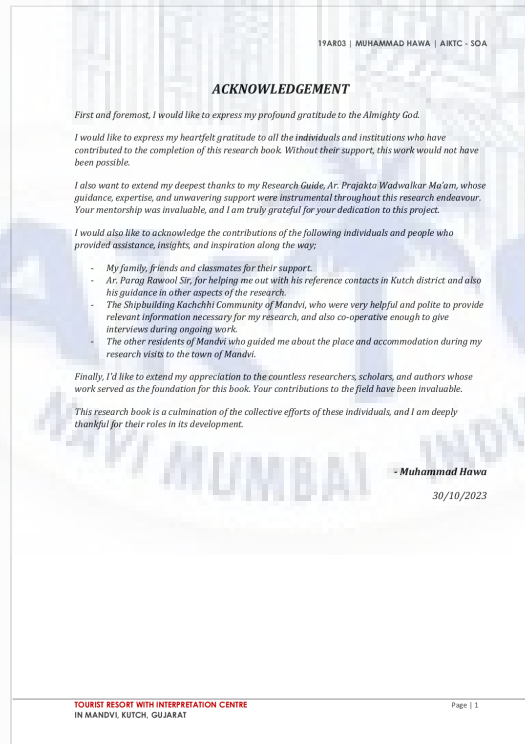 19AR03 | MUHAMMAD HAWA | AIKTC - SOA
ACKNOWLEDGEMENT
First and foremost, I would like to express my profound gratitude to the Almighty God.
I would like to express my heartfelt gratitude to all the individuals and institutions who have
contributed to the completion of this research book. Without their support, this work would not have
been possible.
I also want to extend my deepest thanks to my Research Guide, Ar. Prajakta Wadwalkar Ma'am, whose
guidance, expertise, and unwavering support were instrumental throughout this research endeavour.
Your mentorship was invaluable, and I am truly grateful for your dedication to this project.
I would also like to acknowledge the contributions of the following individuals and people who
provided assistance, insights, and inspiration along the way;
- My family, friends and classmates for their support.
- Ar. Parag Rawool Sir, for helping me out with his reference contacts in Kutch district and also
his guidance in other aspects of the research.
- The Shipbuilding Kachchhi Community of Mandvi, who were very helpful and polite to provide
relevant information necessary for my research, and also co-operative enough to give
interviews during ongoing work.
- The other residents of Mandvi who guided me about the place and accommodation during my
research visits to the town of Mandvi.
Finally, I'd like to extend my appreciation to the countless researchers, scholars, and authors whose
work served as the foundation for this book. Your contributions to the field have been invaluable.
This research book is a culmination of the collective efforts of these individuals, and I am deeply
thankful for their roles in its development.
- Muhammad Hawa
30/10/2023
NAVI MUMBAI
TOURIST RESORT WITH INTERPRETATION CENTRE
IN MANDVI, KUTCH, GUJARAT
Page | 1